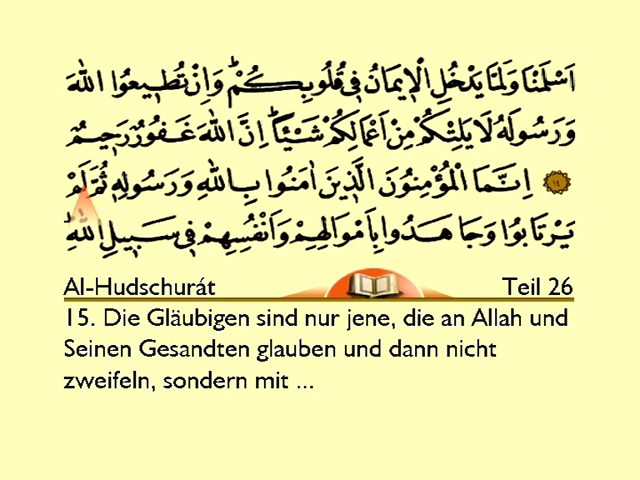 اَسْلَمْنَا وَلَمَّا يَدْخُلِ الْا۪يمَانُ ف۪ي قُلُوبِكُمْۜ وَاِنْ تُط۪يعُوا اللّٰهَ
وَرَسُولَهُ لَا يَلِتْكُمْ مِنْ اَعْمَالِكُمْ شَيْـًٔاۜ اِنَّ اللّٰهَ غَفُورٌ رَح۪يمٌ
١٤ اِنَّمَا الْمُؤْمِنُونَ الَّذ۪ينَ اٰمَنُوا بِاللّٰهِ وَرَسُولِه۪ ثُمَّ لَمْ
يَرْتَابُوا وَجَاهَدُوا بِاَمْوَالِهِمْ وَاَنْفُسِهِمْ ف۪ي سَب۪يلِ اللّٰهِۜ
Al-Hudschurát Teil 26
15. Die Gläubigen sind nur jene, die an Allah und
Seinen Gesandten glauben und dann nicht
zweifeln, sondern mit ...